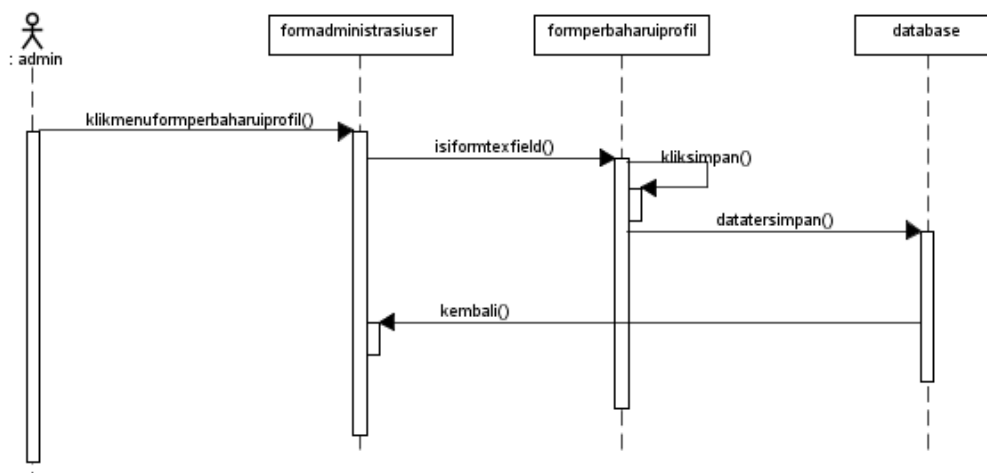 formadministrasiuser
formperbaharuiprofil
database
: admin
klikmenuformperbaharuiprofil()
isiformtexfield()
kliksimpan()
datatersimpan()
kembali()